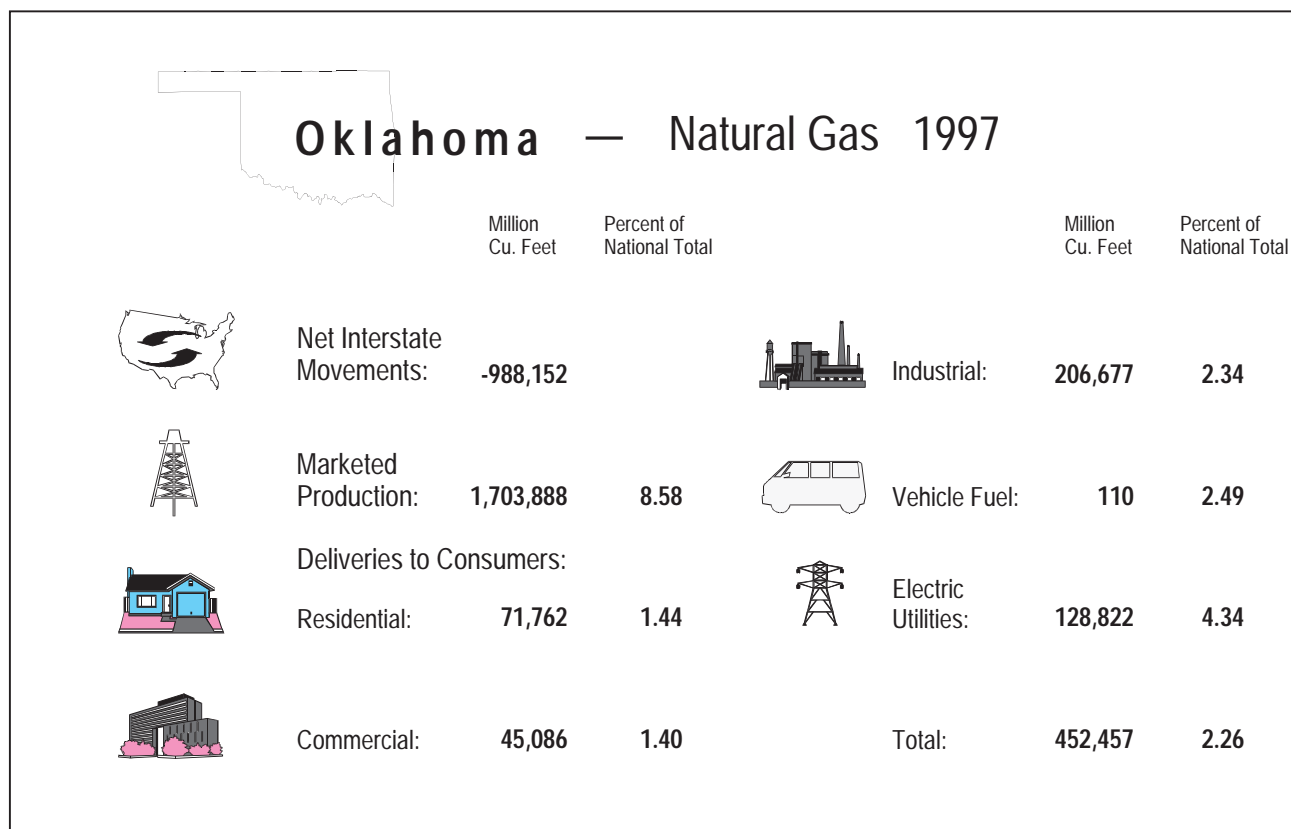 Oklahoma — Natural Gas 1997
Million Cu. Feet
Percent of National Total
Million Cu. Feet
Percent of National Total
Net Interstate
Movements: -988,152
Marketed
Production: 1,703,888 8.58
Deliveries to Consumers:
Residential: 71,762 1.44
Commercial: 45,086 1.40
Industrial: 206,677 2.34
Vehicle Fuel: 110 2.49
Electric
Utilities: 128,822 4.34
Total: 452,457 2.26